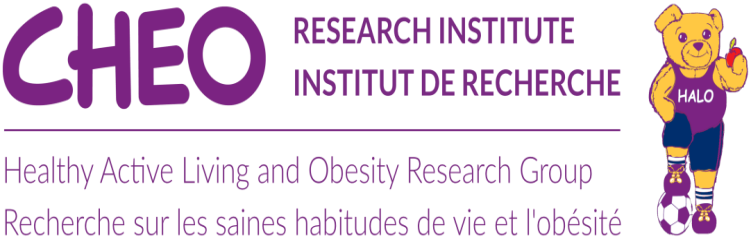 CHEO
RESEARCH INSTITUTE
INSTITUT DE RECHERCHE
Healthy Active Living and Obesity Research Group
Recherche sur les saines habitudes de vie et l'obésité
HALO